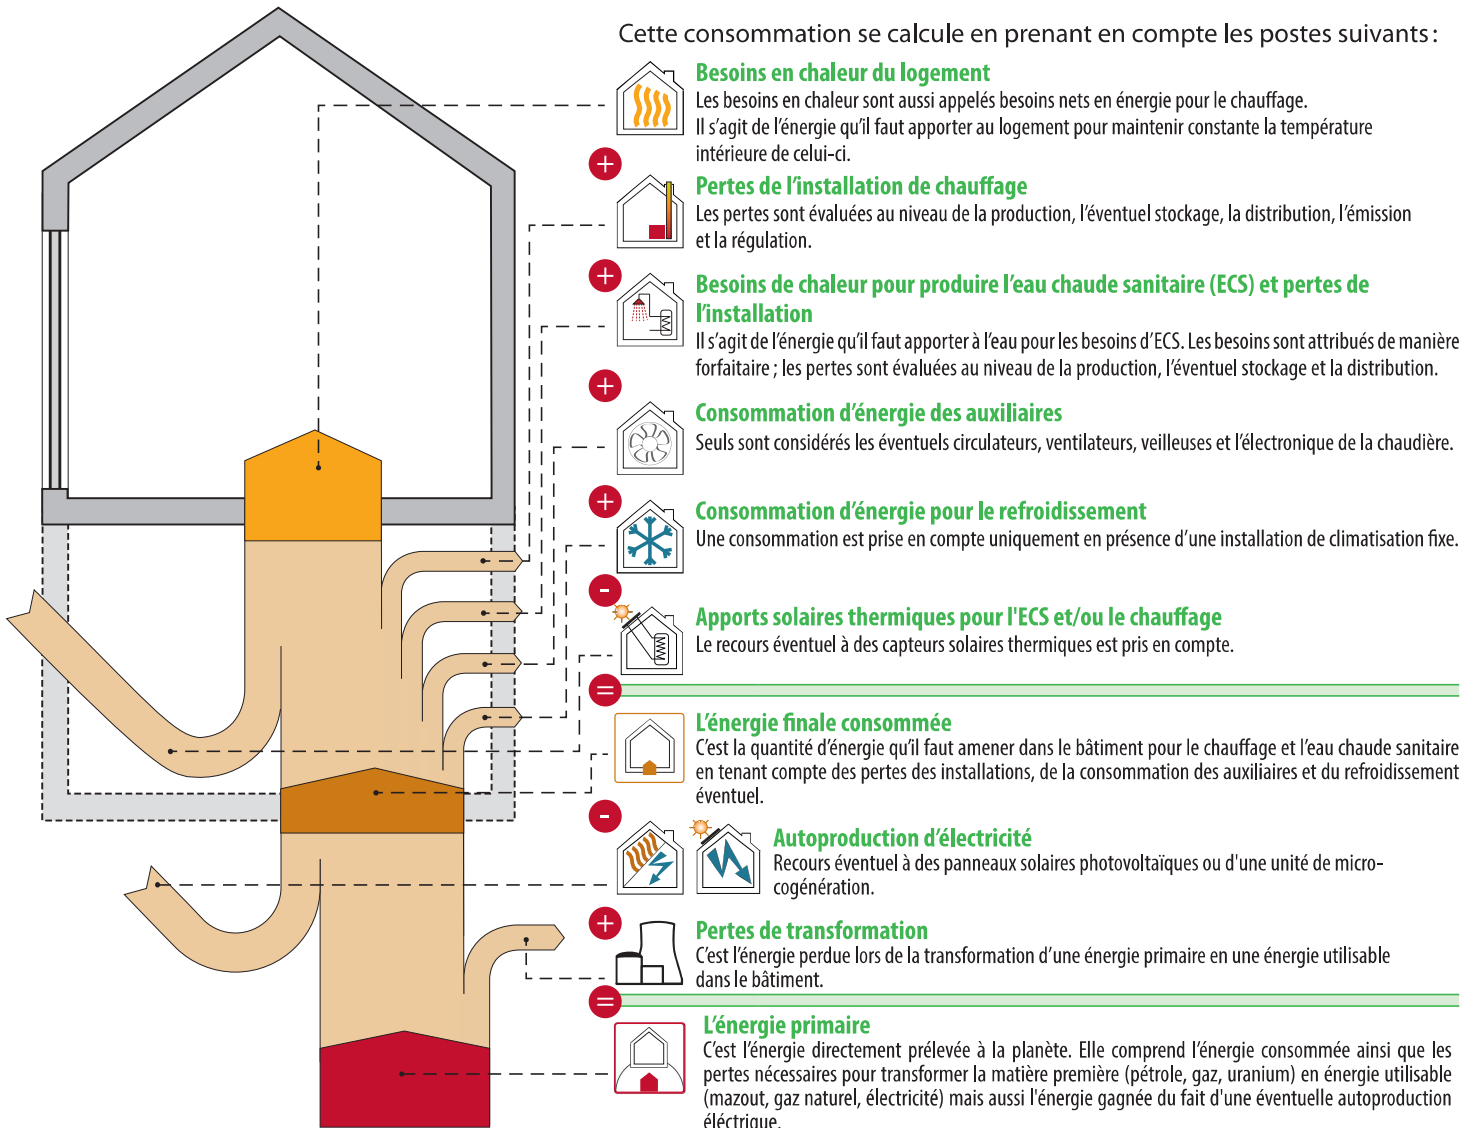 Cette consommation se calcule en prenant en compte les postes suivants :
Besoins en chaleur du logement
Les besoins en chaleur sont aussi appelés besoins nets en énergie pour le chauffage.
Il s’agit de l’énergie qu’il faut apporter au logement pour maintenir constante la température
intérieure de celui-ci.
+
Pertes de l’installation de chauffage
Les pertes sont évaluées au niveau de la production, l’éventuel stockage, la distribution, l’émission
et la régulation.
+
Besoins de chaleur pour produire l’eau chaude sanitaire (ECS) et pertes de
l’installation
Il s’agit de l’énergie qu’il faut apporter à l’eau pour les besoins d’ECS. Les besoins sont attribués de manière
forfaitaire ; les pertes sont évaluées au niveau de la production, l’éventuel stockage et la distribution.
+
Consommation d’énergie des auxiliaires
Seuls sont considérés les éventuels circulateurs, ventilateurs, veilleuses et l’électronique de la chaudière.
+
Consommation d’énergie pour le refroidissement
Une consommation est prise en compte uniquement en présence d’une installation de climatisation fixe.
-
Apports solaires thermiques pour l'ECS et/ou le chauffage
Le recours éventuel à des capteurs solaires thermiques est pris en compte.
=
L’énergie finale consommée
C’est la quantité d’énergie qu’il faut amener dans le bâtiment pour le chauffage et l’eau chaude sanitaire
en tenant compte des pertes des installations, de la consommation des auxiliaires et du refroidissement
éventuel.
-
Autoproduction d’électricité
Recours éventuel à des panneaux solaires photovoltaïques ou d'une unité de micro-
cogénération.
+
Pertes de transformation
C’est l’énergie perdue lors de la transformation d’une énergie primaire en une énergie utilisable
dans le bâtiment.
=
L’énergie primaire
C’est l’énergie directement prélevée à la planète. Elle comprend l’énergie consommée ainsi que les
pertes nécessaires pour transformer la matière première (pétrole, gaz, uranium) en énergie utilisable
(mazout, gaz naturel, électricité) mais aussi l'énergie gagnée du fait d'une éventuelle autoproduction
éléctrique.